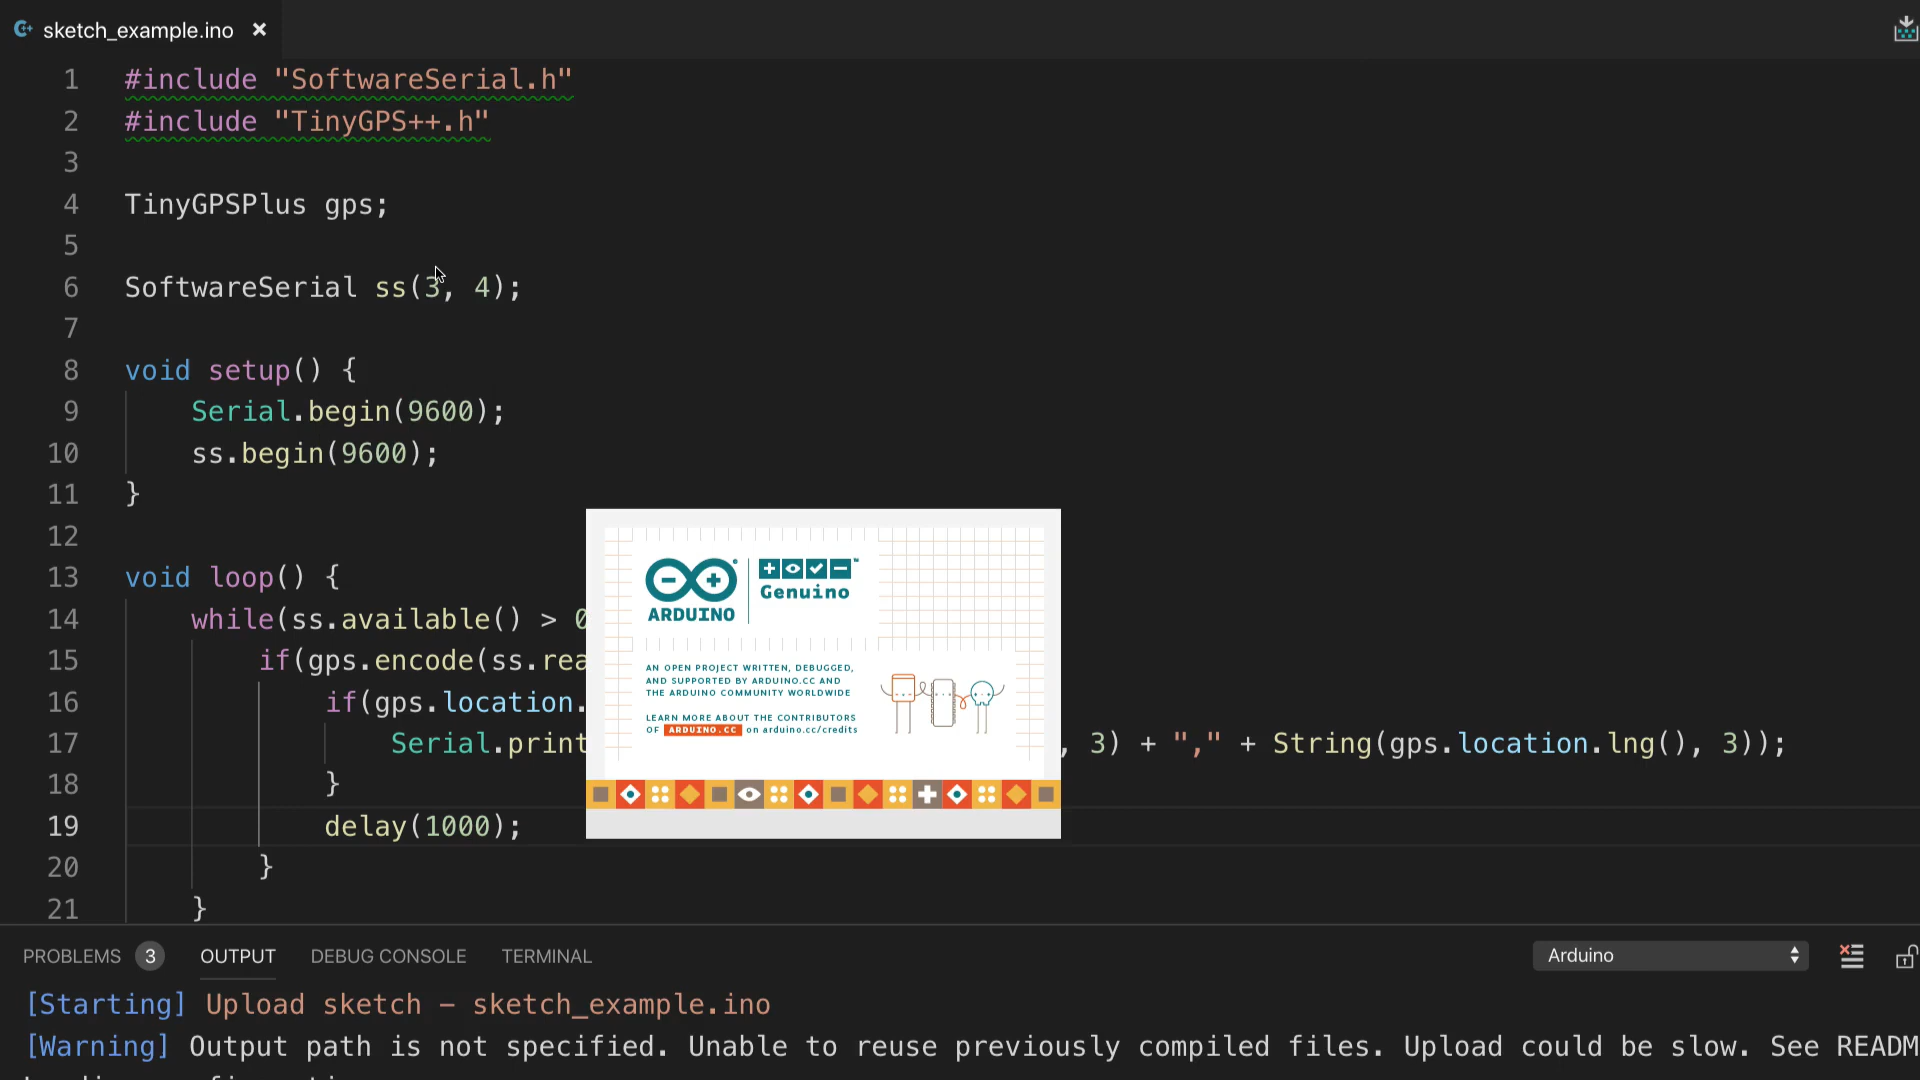 sketch_example.ino
1 #include "SoftwareSerial.h"
2 #include "TinyGPS++.h"
3
4 TinyGPSPlus gps;
5
6 SoftwareSerial ss(3, 4);
7
8 void setup() {
9 Serial.begin(9600);
10 ss.begin(9600);
11 }
12
13 void loop() {
14 while(ss.available() > 0
15 if(gps.encode(ss.rea
16 if(gps.location.
17 Serial.print , 3) + "," + String(gps.location.lng(), 3));
18 }
19 delay(1000);
20 }
21 }
ARDUINO
Genuino
AN OPEN PROJECT WRITTEN, DEBUGGED,
AND SUPPORTED BY ARDUINO.CC AND
THE ARDUINO COMMUNITY WORLDWIDE
LEARN MORE ABOUT THE CONTRIBUTORS
OF ARDUINO.CC on arduino.cc/credits
PROBLEMS 3 OUTPUT DEBUG CONSOLE TERMINAL Arduino
[Starting] Upload sketch - sketch_example.ino
[Warning] Output path is not specified. Unable to reuse previously compiled files. Upload could be slow. See READM